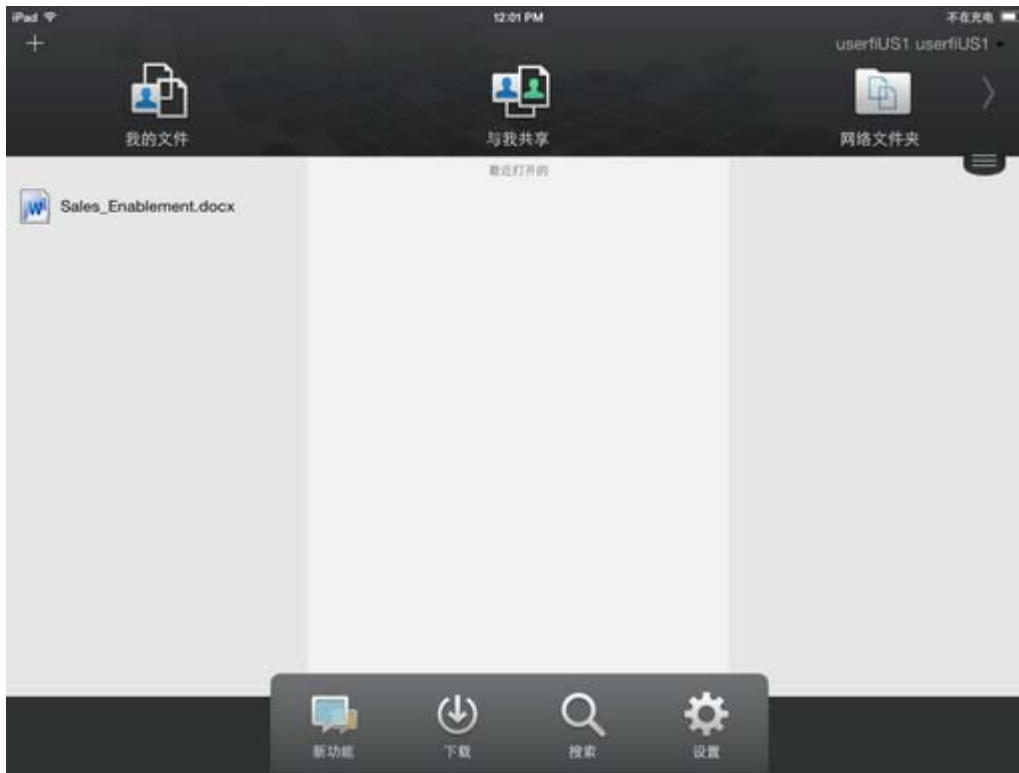 iPad 12:01 PM 不在充电
+ userfiUS1 userfiUS1
我的文件 与我共享 网络文件夹
最近打开的
Sales_Enablement.docx
新功能 下载 搜索 设置